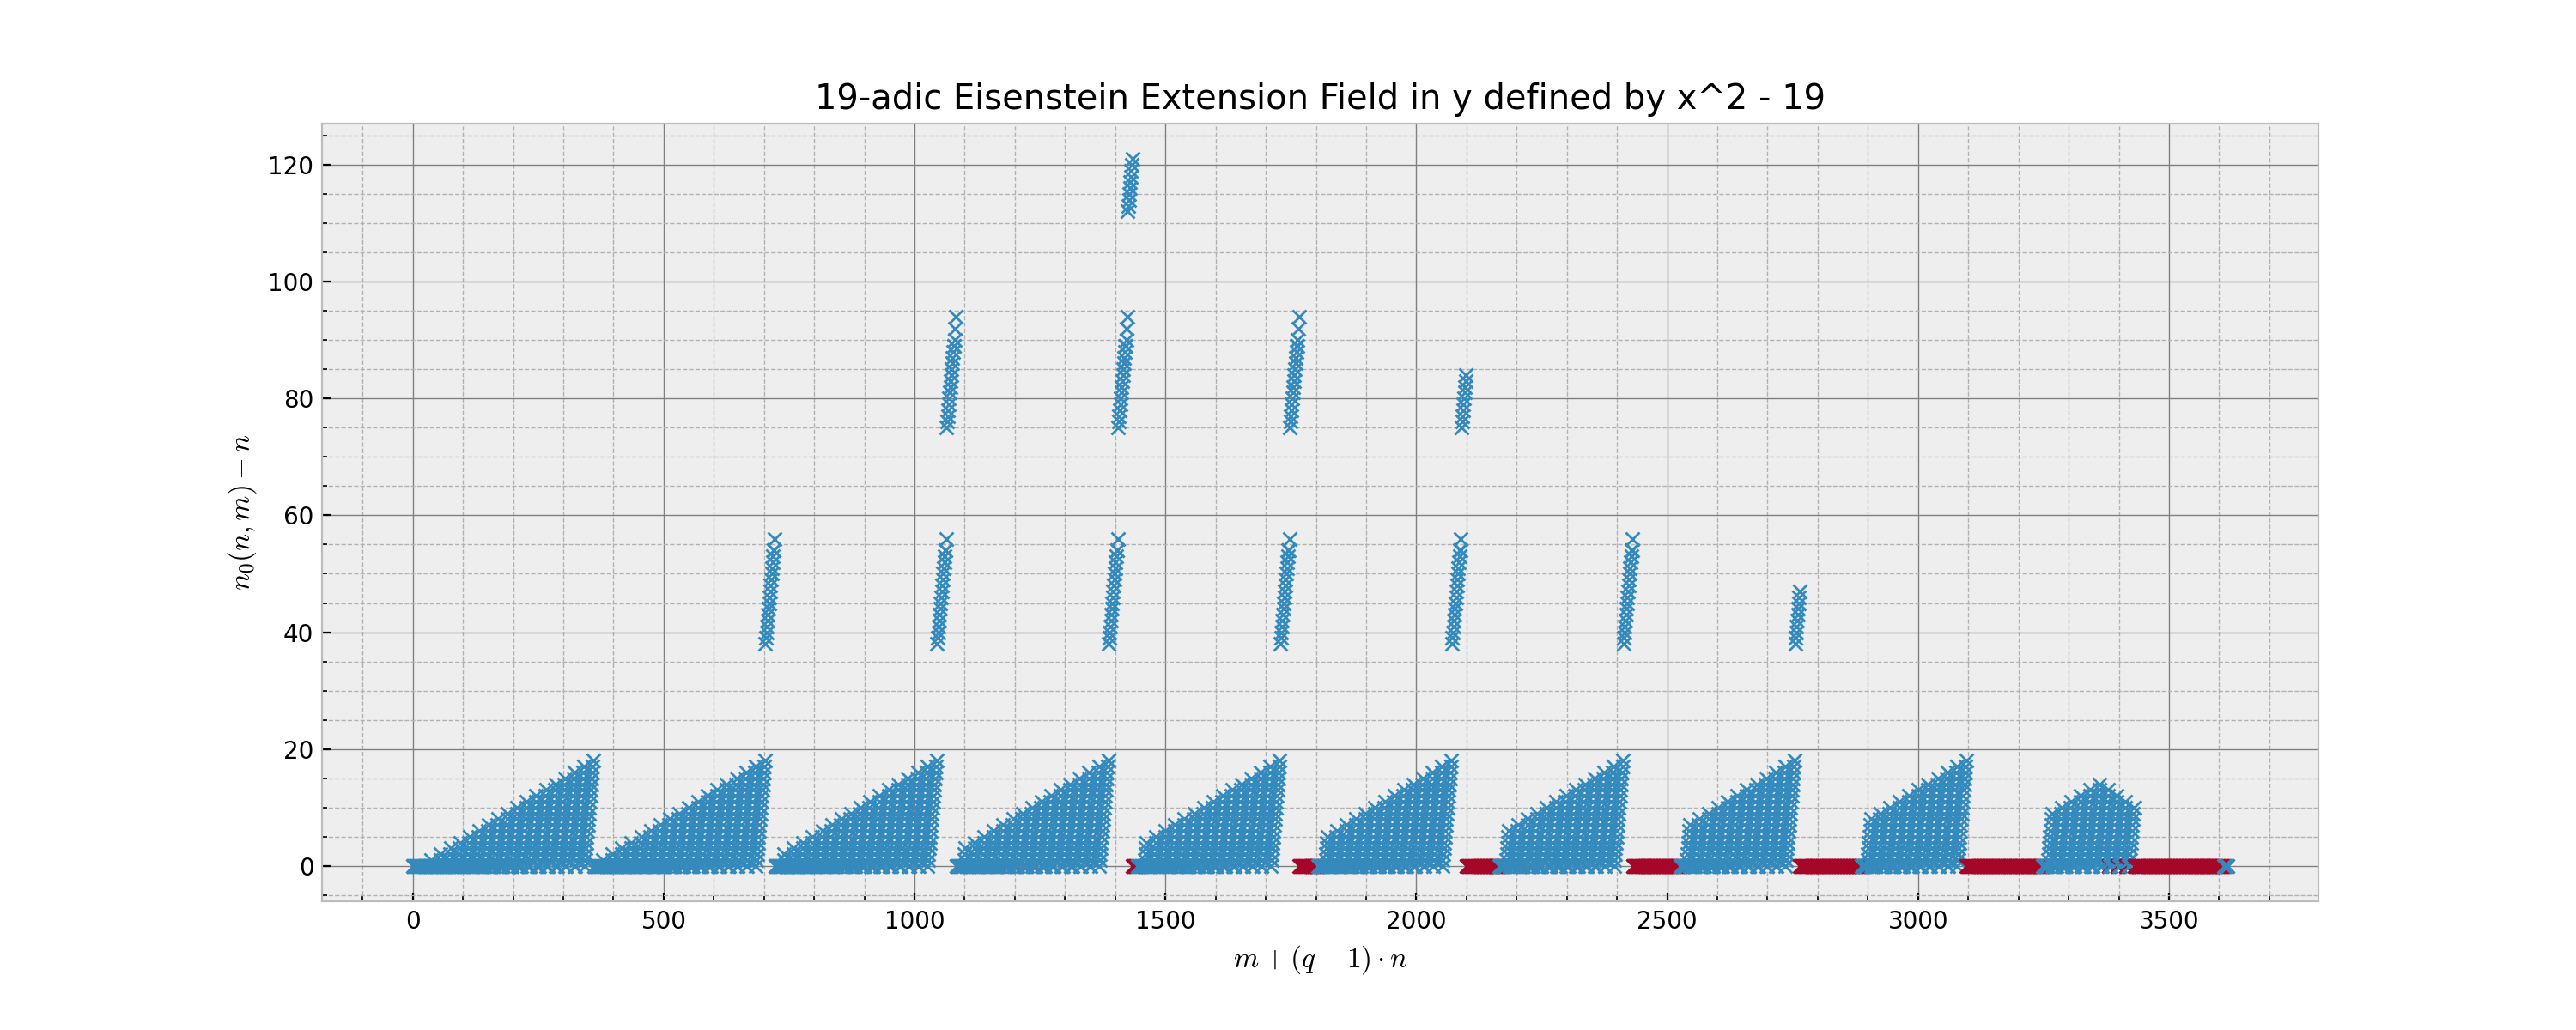 19-adic Eisenstein Extension Field in y defined by x^2 - 19
120
100
80
60
40
20
0
n₀(n, m) − n
0 500 1000 1500 2000 2500 3000 3500
m + (q − 1) · n